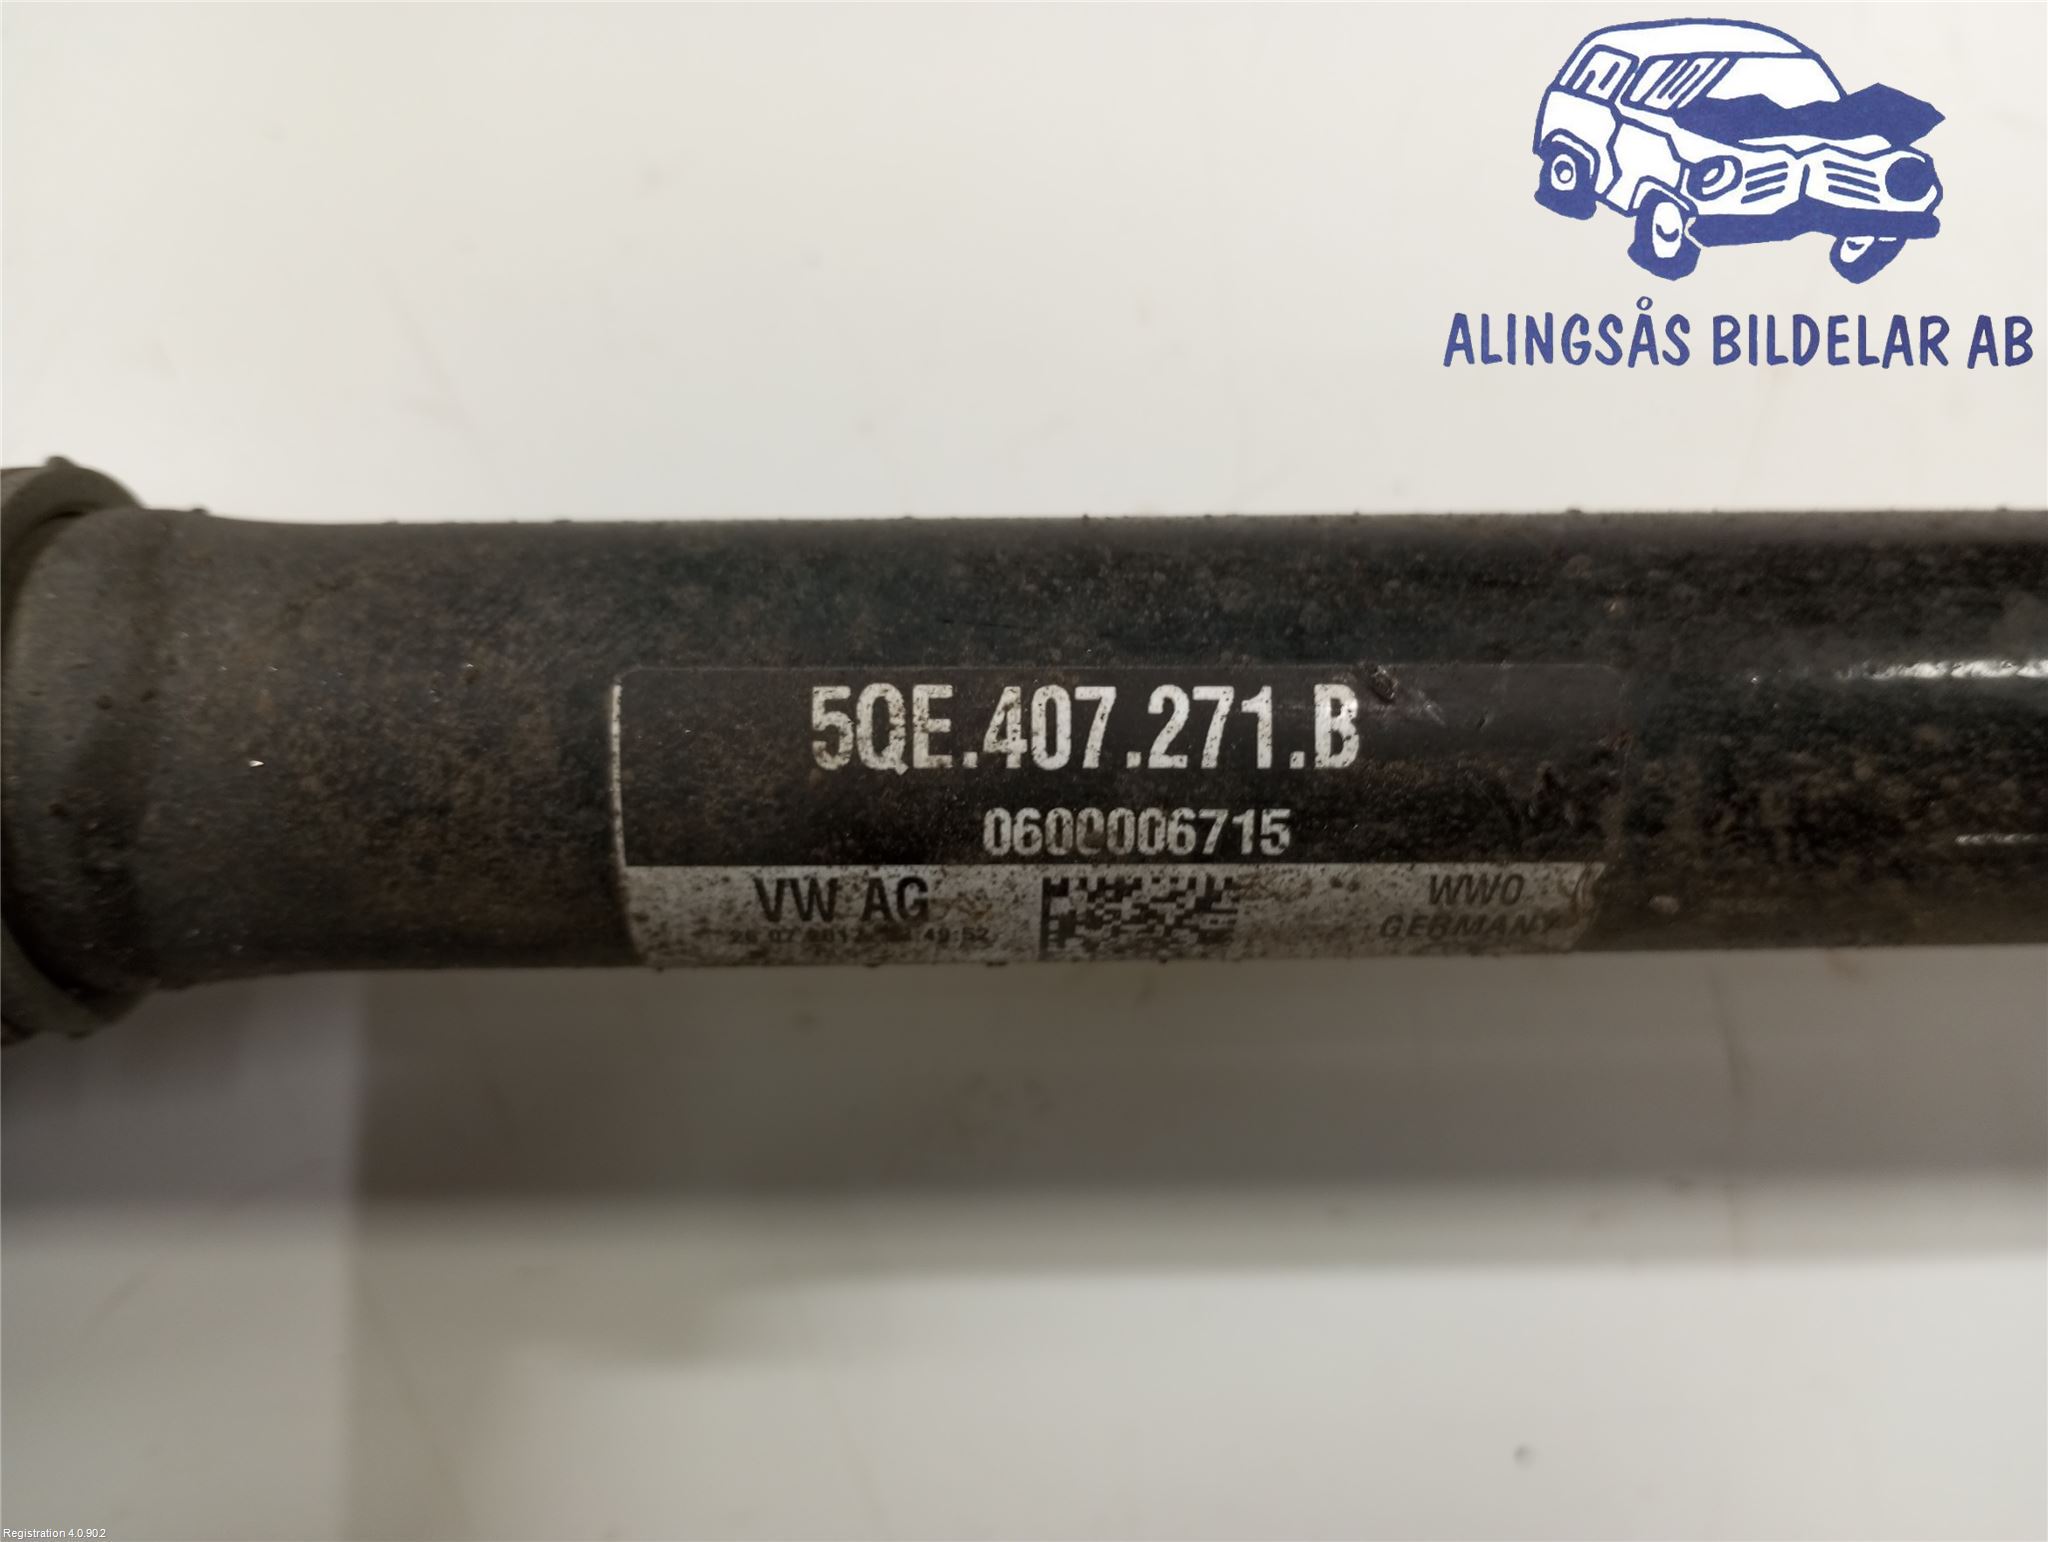 ALINGSÅS BILDELAR AB
5QE.407.271.B
0600006715
VW AG
WWO
GERMANY
Registration 4.0.902